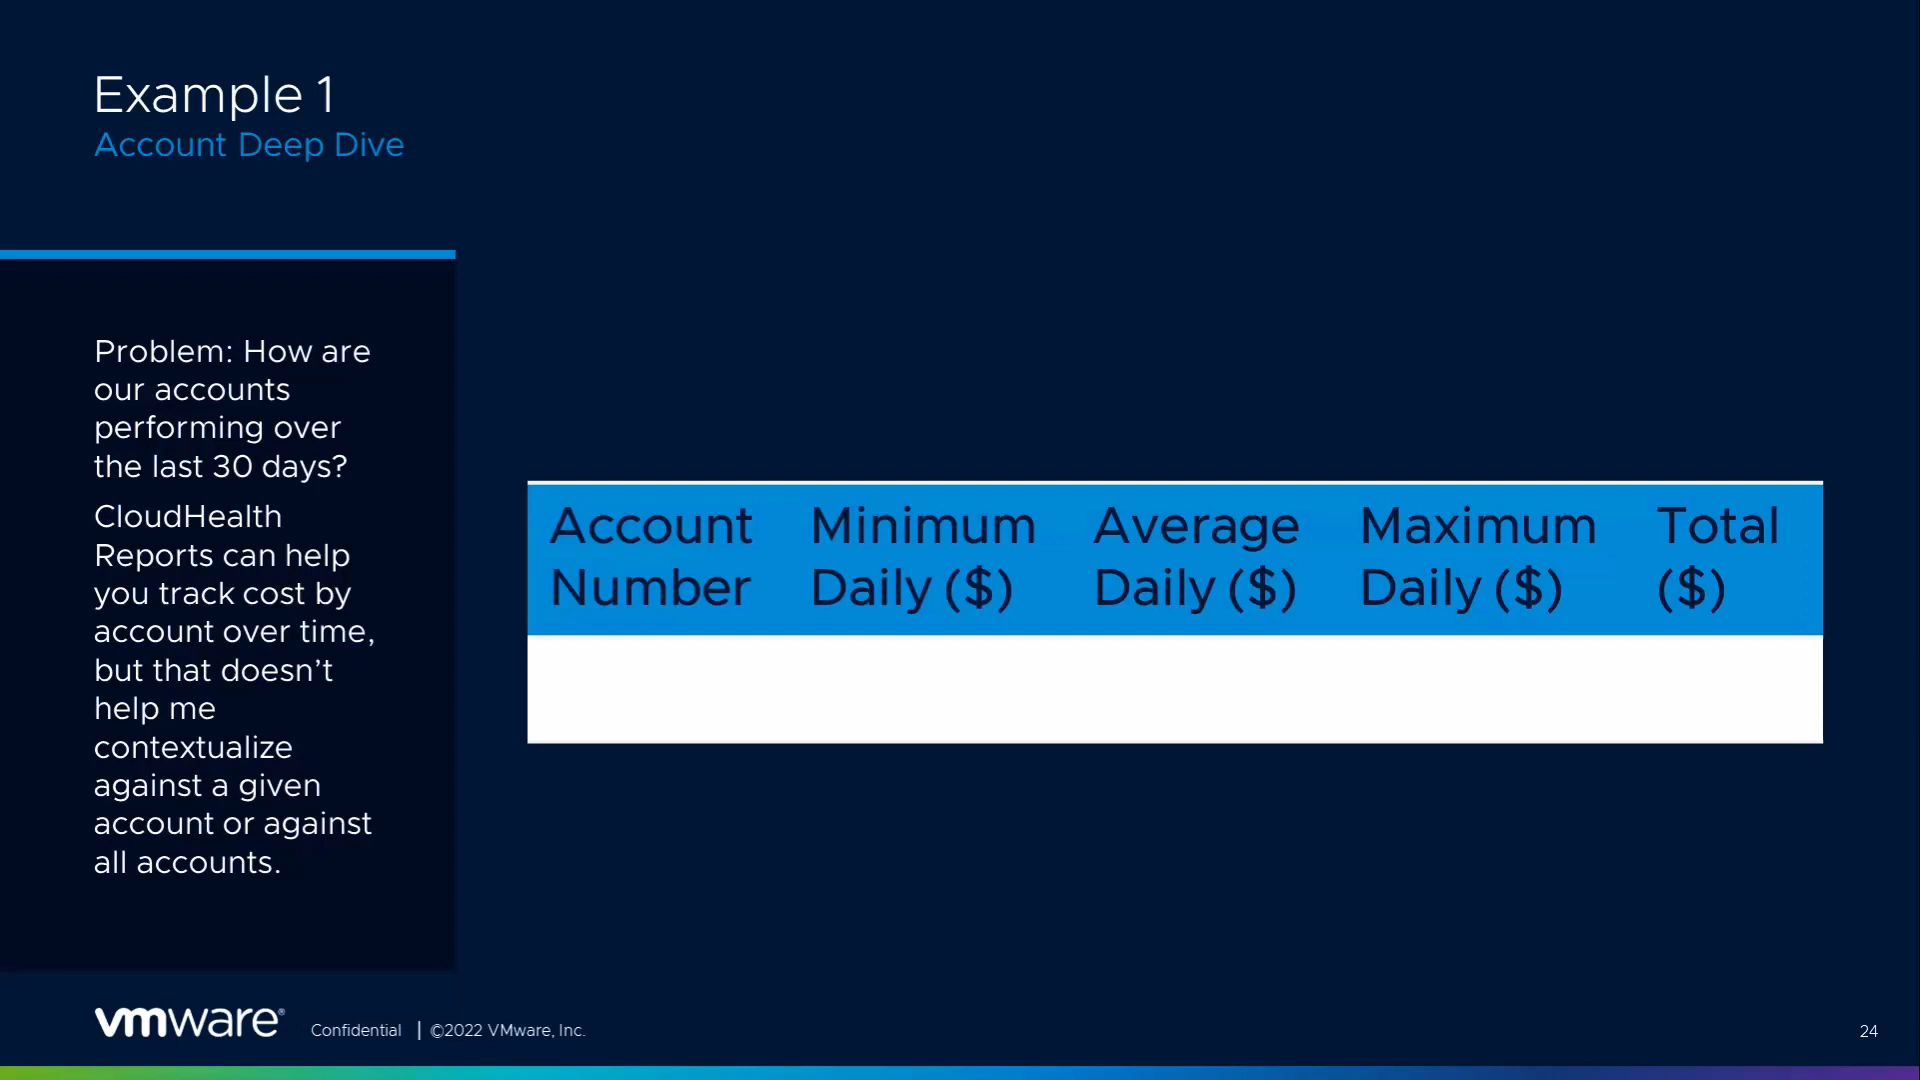 Example 1
Account Deep Dive
Problem: How are
our accounts
performing over
the last 30 days?
CloudHealth
Reports can help
you track cost by
account over time,
but that doesn’t
help me
contextualize
against a given
account or against
all accounts.
Account Minimum Average Maximum Total
Number Daily ($) Daily ($) Daily ($) ($)
vmware® Confidential | ©2022 VMware, Inc. 24